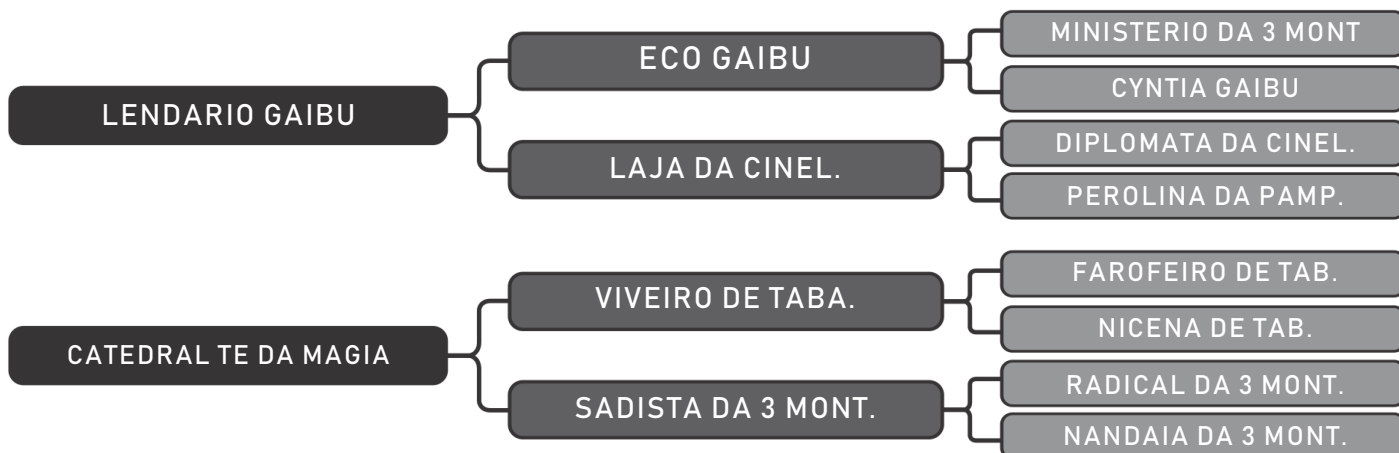 LENDARIO GAIBU
ECO GAIBU
LAJA DA CINEL.
MINISTERIO DA 3 MONT
CYNTIA GAIBU
DIPLOMATA DA CINEL.
PEROLINA DA PAMP.
CATEDRAL TE DA MAGIA
VIVEIRO DE TABA.
SADISTA DA 3 MONT.
FAROFEIRO DE TAB.
NICENA DE TAB.
RADICAL DA 3 MONT.
NANDAIA DA 3 MONT.